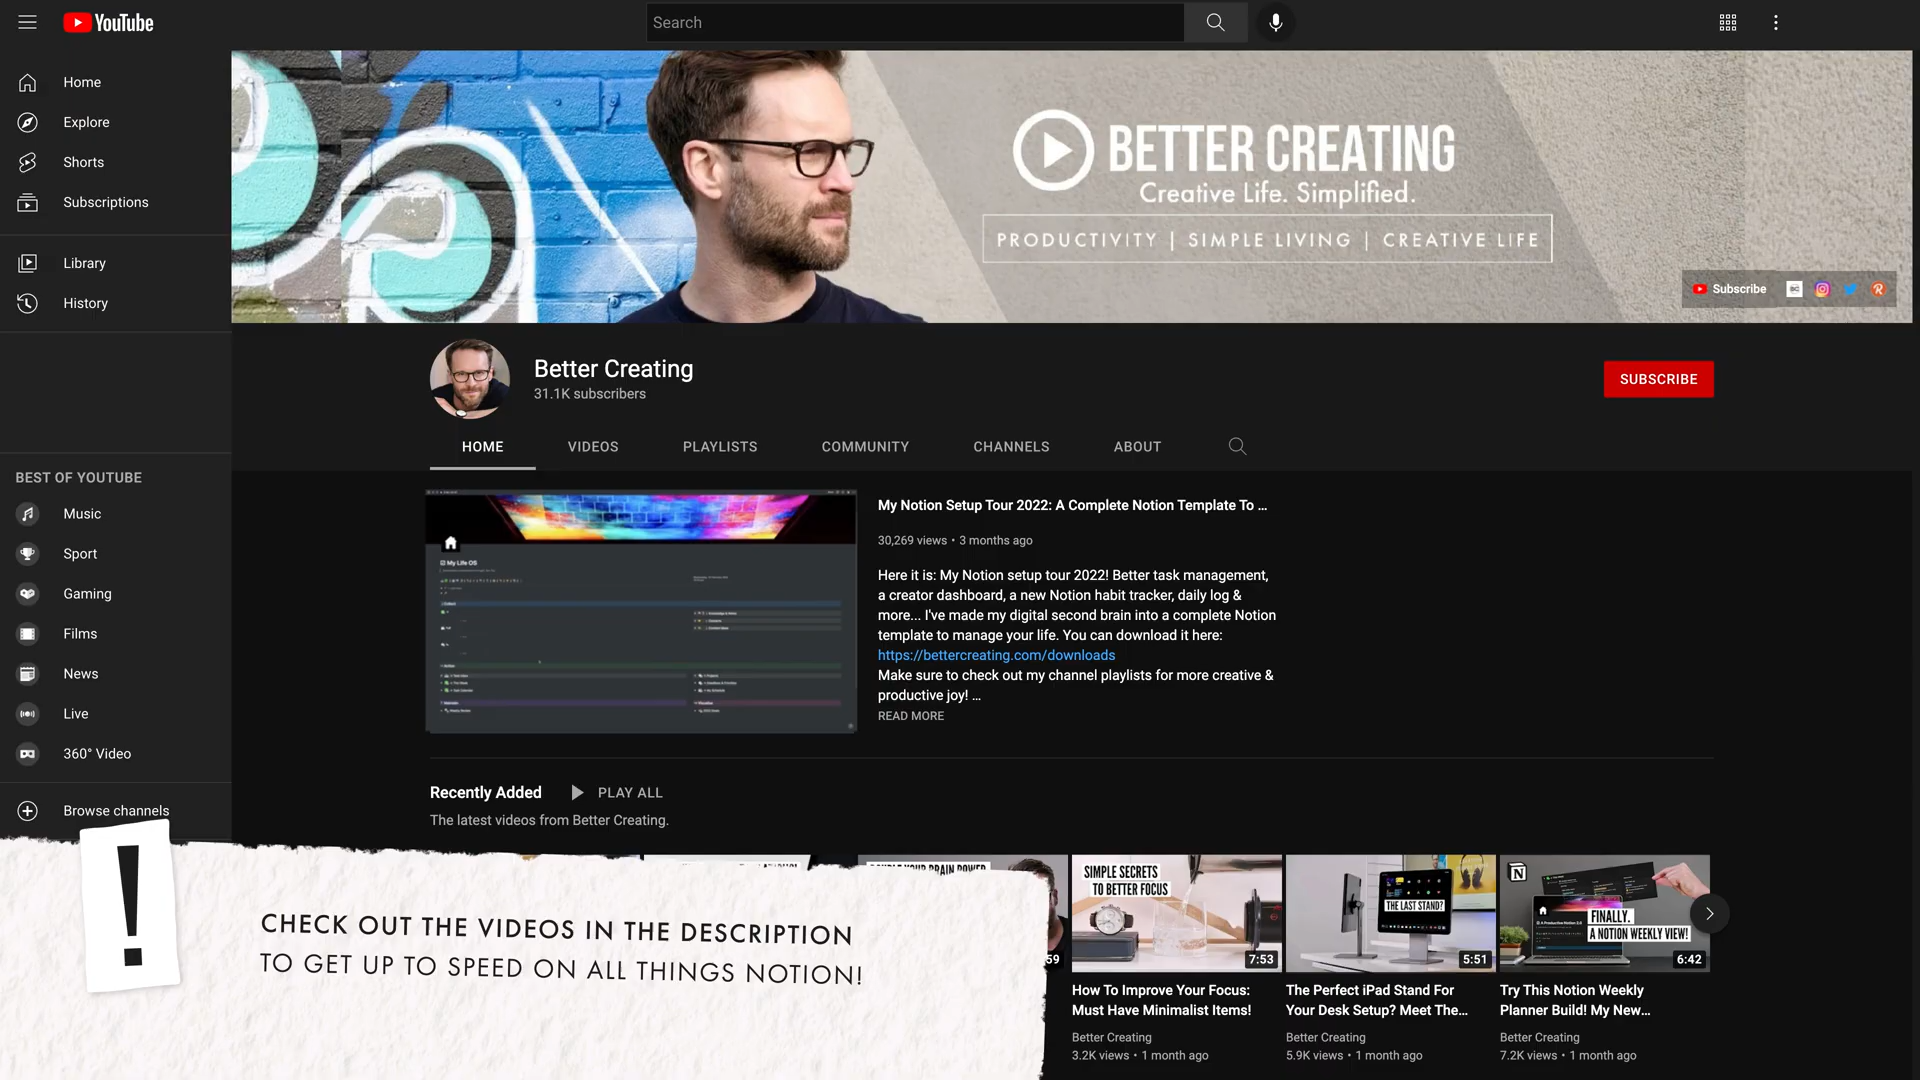 YouTube
Search
Home
Explore
Shorts
Subscriptions
Library
History
BEST OF YOUTUBE
Music
Sport
Gaming
Films
News
Live
360° Video
Browse channels
BETTER CREATING
Creative Life. Simplified.
PRODUCTIVITY | SIMPLE LIVING | CREATIVE LIFE
Subscribe
Better Creating
31.1K subscribers
SUBSCRIBE
HOME
VIDEOS
PLAYLISTS
COMMUNITY
CHANNELS
ABOUT
My Life OS
My Notion Setup Tour 2022: A Complete Notion Template To ...
30,269 views • 3 months ago
Here it is: My Notion setup tour 2022! Better task management,
a creator dashboard, a new Notion habit tracker, daily log &
more... I've made my digital second brain into a complete Notion
template to manage your life. You can download it here:
https://bettercreating.com/downloads
Make sure to check out my channel playlists for more creative &
productive joy! ...
READ MORE
Recently Added
PLAY ALL
The latest videos from Better Creating.
!
CHECK OUT THE VIDEOS IN THE DESCRIPTION
TO GET UP TO SPEED ON ALL THINGS NOTION!
BRAIN POWER
59
SIMPLE SECRETS
TO BETTER FOCUS
7:53
How To Improve Your Focus:
Must Have Minimalist Items!
Better Creating
3.2K views • 1 month ago
THE LAST STAND?
5:51
The Perfect iPad Stand For
Your Desk Setup? Meet The...
Better Creating
5.9K views • 1 month ago
N
FINALLY.
A NOTION WEEKLY VIEW!
6:42
Try This Notion Weekly
Planner Build! My New...
Better Creating
7.2K views • 1 month ago